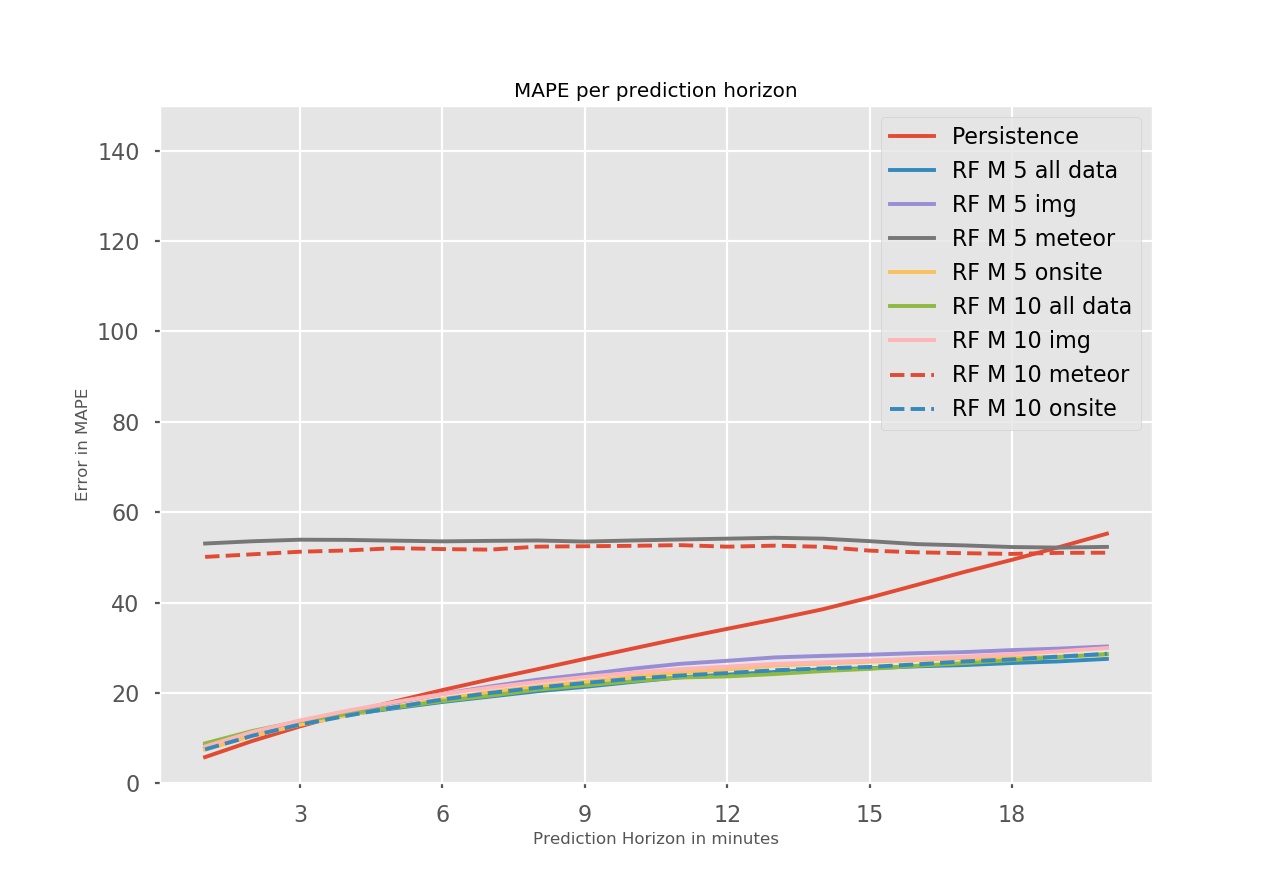 MAPE per prediction horizon
Persistence
RF M 5 all data
RF M 5 img
RF M 5 meteor
RF M 5 onsite
RF M 10 all data
RF M 10 img
RF M 10 meteor
RF M 10 onsite
140
120
100
80
60
40
20
0
Error in MAPE
3 6 9 12 15 18
Prediction Horizon in minutes